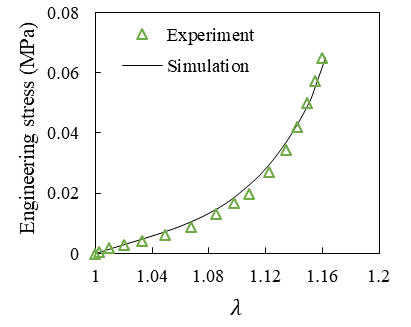 Engineering stress (MPa)
0.08
0.06
0.04
0.02
0
Experiment
Simulation
1
1.04
1.08
1.12
1.16
1.2
λ